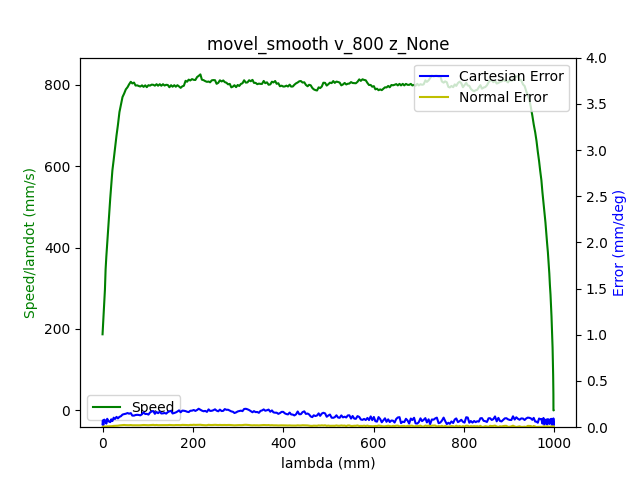 movel_smooth v_800 z_None
Cartesian Error
Normal Error
Speed
Speed/lamdot (mm/s)
0
200
400
600
800
Error (mm/deg)
0.0
0.5
1.0
1.5
2.0
2.5
3.0
3.5
4.0
0 200 400 600 800 1000
lambda (mm)